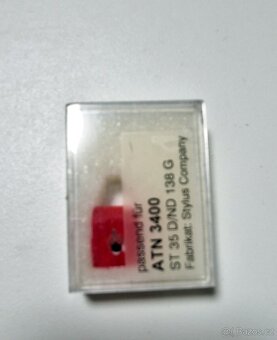 passend für
ATN 3400
ST 35 D/ND 138 G
Fabrikat: Stylus Company